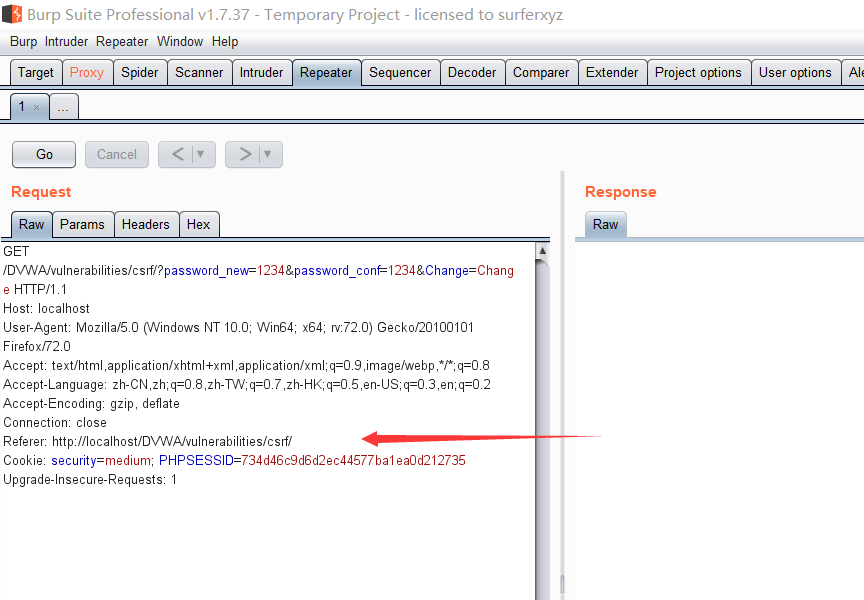 Burp Suite Professional v1.7.37 - Temporary Project - licensed to surferxyz
Burp Intruder Repeater Window Help
Target Proxy Spider Scanner Intruder Repeater Sequencer Decoder Comparer Extender Project options User options Ale
1 × ...
Go Cancel < ▼ > ▼
Request Response
Raw Params Headers Hex Raw
GET
/DVWA/vulnerabilities/csrf/?password_new=1234&password_conf=1234&Change=Chang
e HTTP/1.1
Host: localhost
User-Agent: Mozilla/5.0 (Windows NT 10.0; Win64; x64; rv:72.0) Gecko/20100101
Firefox/72.0
Accept: text/html,application/xhtml+xml,application/xml;q=0.9,image/webp,*/*;q=0.8
Accept-Language: zh-CN,zh;q=0.8,zh-TW;q=0.7,zh-HK;q=0.5,en-US;q=0.3,en;q=0.2
Accept-Encoding: gzip, deflate
Connection: close
Referer: http://localhost/DVWA/vulnerabilities/csrf/
Cookie: security=medium; PHPSESSID=734d46c9d6d2ec44577ba1ea0d212735
Upgrade-Insecure-Requests: 1